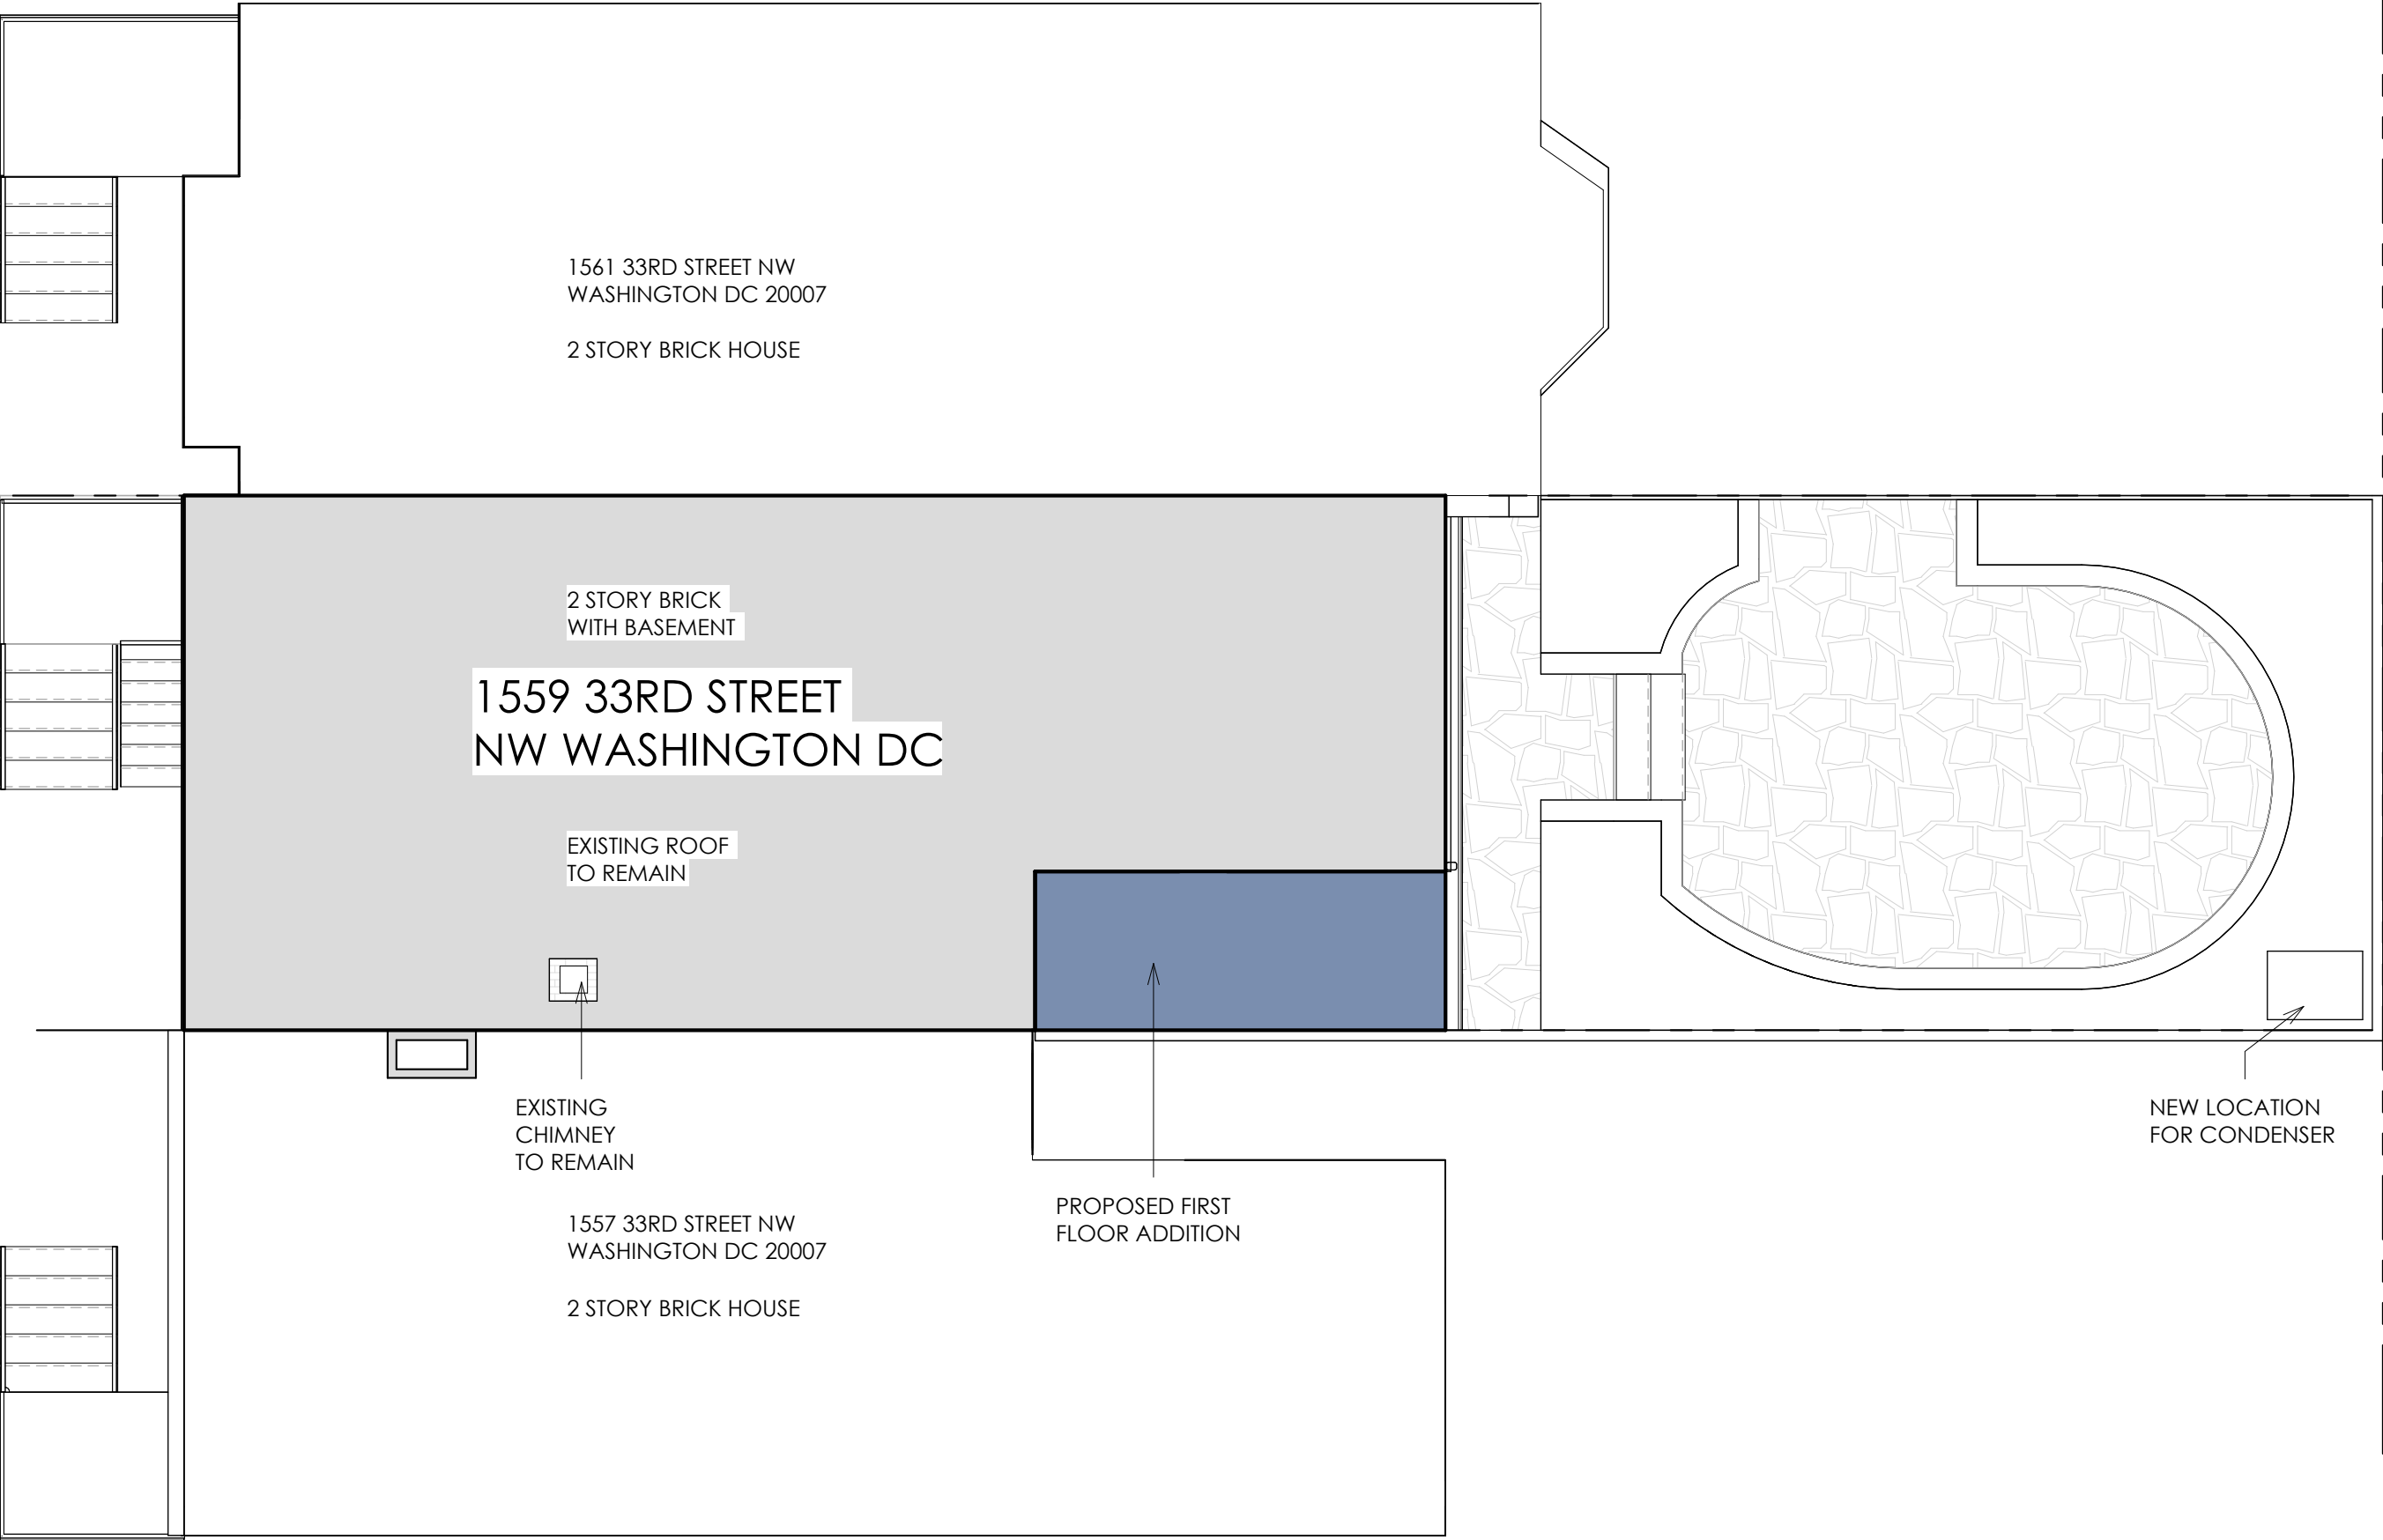 1561 33RD STREET NW
WASHINGTON DC 20007
2 STORY BRICK HOUSE
2 STORY BRICK
WITH BASEMENT
1559 33RD STREET
NW WASHINGTON DC
EXISTING ROOF
TO REMAIN
EXISTING
CHIMNEY
TO REMAIN
NEW LOCATION
FOR CONDENSER
PROPOSED FIRST
FLOOR ADDITION
1557 33RD STREET NW
WASHINGTON DC 20007
2 STORY BRICK HOUSE